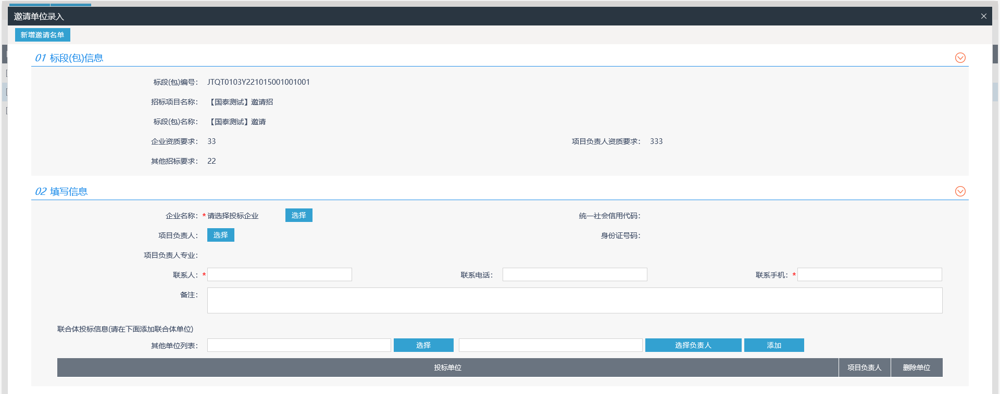 邀请单位录入
新增邀请名单
01 标段(包)信息
标段(包)编号： JTQT0103Y221015001001001
招标项目名称： 【国泰测试】邀请招
标段(包)名称： 【国泰测试】邀请
企业资质要求： 33 项目负责人资质要求： 333
其他招标要求： 22
02 填写信息
企业名称： *请选择投标企业 选择 统一社会信用代码：
项目负责人： 选择 身份证号码：
项目负责人专业：
联系人： * 联系电话： 联系手机： *
备注：
联合体投标信息(请在下面添加联合体单位)
其他单位列表： 选择 选择负责人 添加
投标单位 项目负责人 删除单位